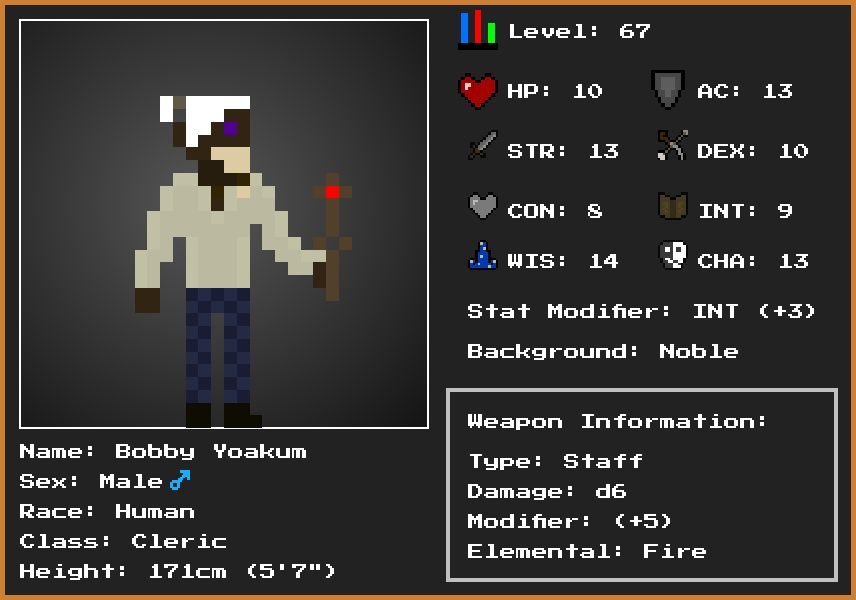 Level: 67
HP: 10 AC: 13
STR: 13 DEX: 10
CON: 8 INT: 9
WIS: 14 CHA: 13
Stat Modifier: INT (+3)
Background: Noble
Weapon Information:
Type: Staff
Damage: d6
Modifier: (+5)
Elemental: Fire
Name: Bobby Yoakum
Sex: Male♂
Race: Human
Class: Cleric
Height: 171cm (5'7")